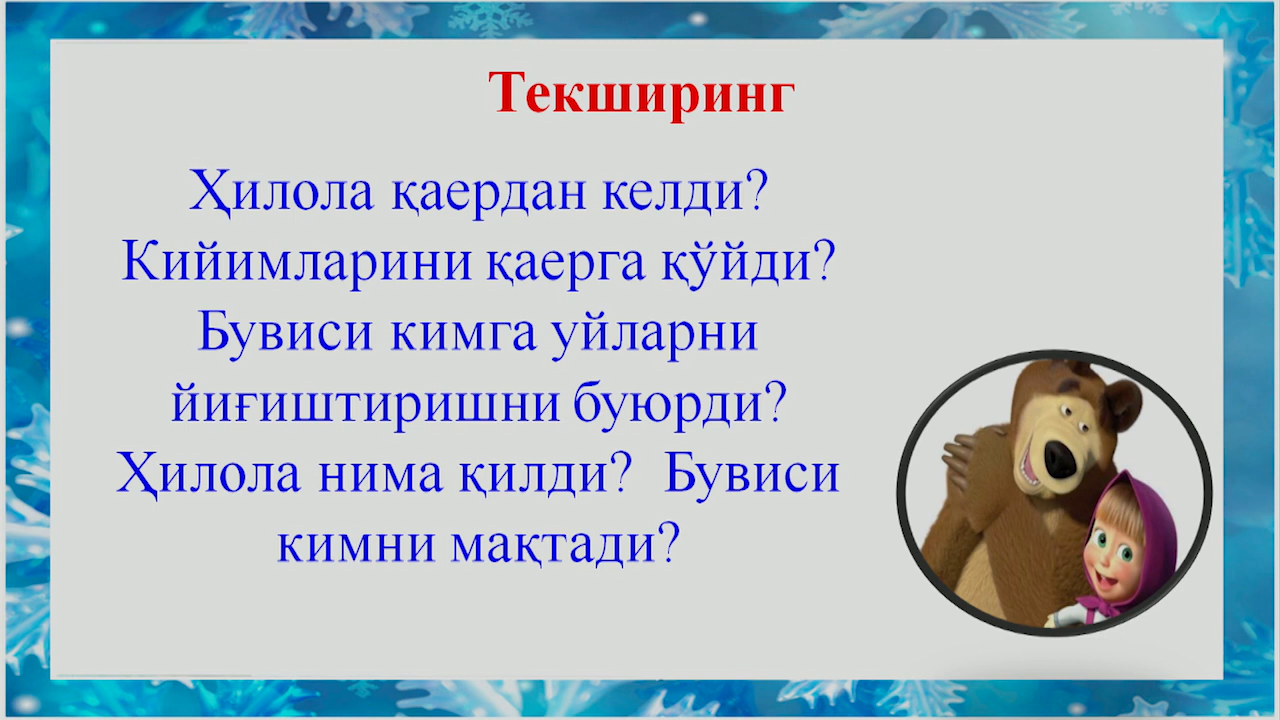 Текширинг
Ҳилола қаердан келди?
Кийимларини қаерга қўйди?
Бувиси кимга уйларни
йиғиштиришни буюрди?
Ҳилола нима қилди? Бувиси
кимни мақтади?